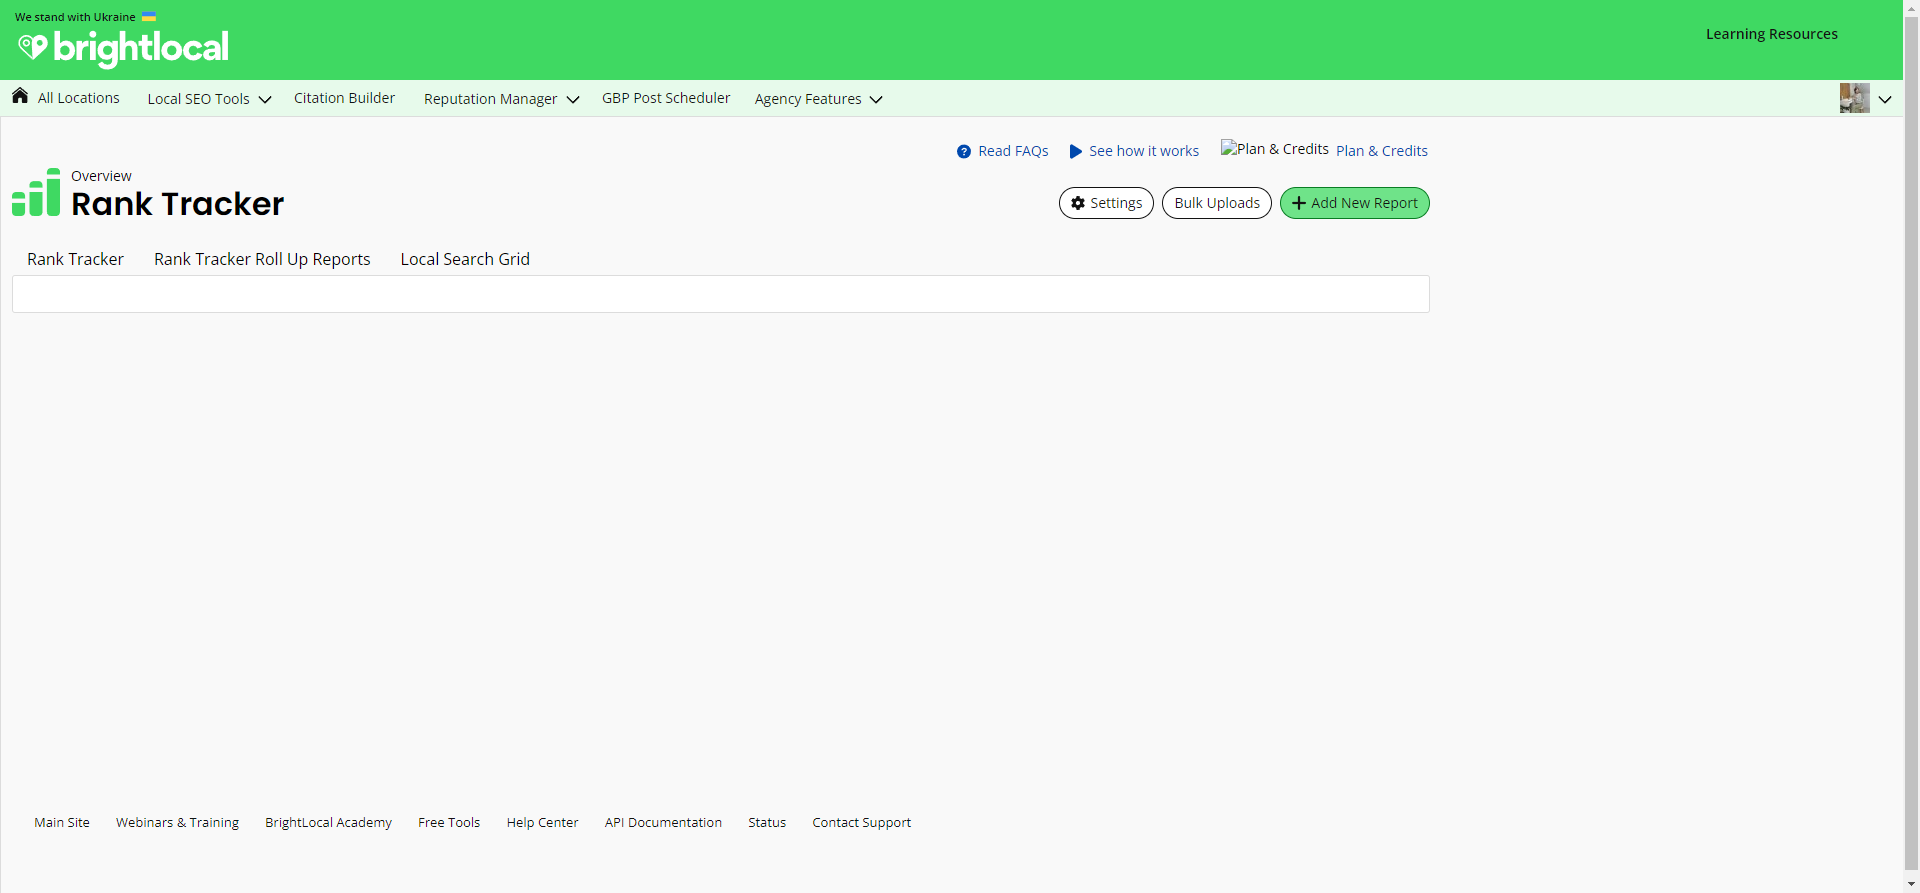 We stand with Ukraine
brightlocal
Learning Resources
All Locations
Local SEO Tools
Citation Builder
Reputation Manager
GBP Post Scheduler
Agency Features
Read FAQs
See how it works
Plan & Credits
Plan & Credits
Overview
Rank Tracker
Settings
Bulk Uploads
Add New Report
Rank Tracker
Rank Tracker Roll Up Reports
Local Search Grid
Main Site
Webinars & Training
BrightLocal Academy
Free Tools
Help Center
API Documentation
Status
Contact Support